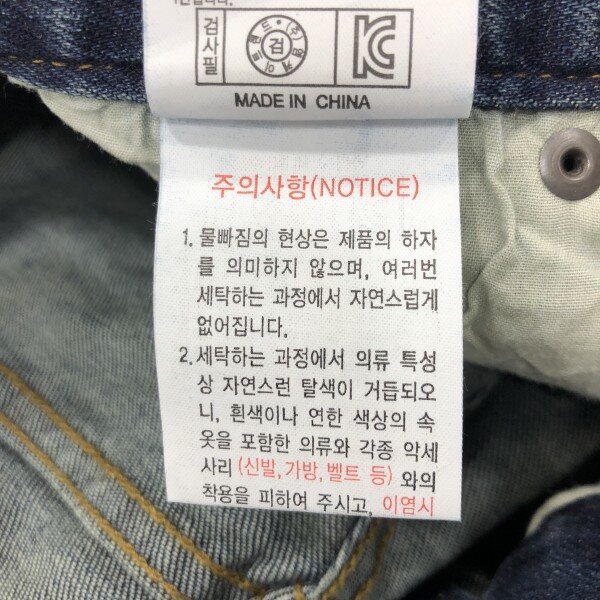 검사필
검
KC
MADE IN CHINA
주의사항(NOTICE)
1. 물빠짐의 현상은 제품의 하자
를 의미하지 않으며, 여러번
세탁하는 과정에서 자연스럽게
없어집니다.
2. 세탁하는 과정에서 의류 특성
상 자연스런 탈색이 거듭되오
니, 흰색이나 연한 색상의 속
옷을 포함한 의류와 각종 악세
사리 (신발,가방,벨트 등) 와의
착용을 피하여 주시고, 이염시